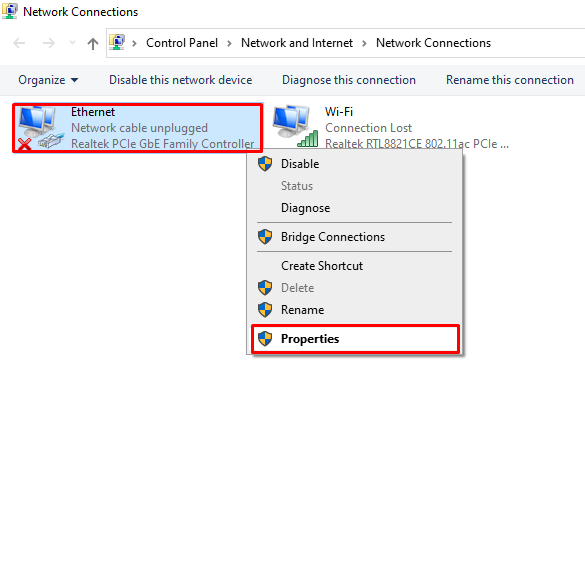 Network Connections
Control Panel > Network and Internet > Network Connections
Organize Disable this network device Diagnose this connection Rename this connection
Ethernet
Network cable unplugged
Realtek PCIe GbE Family Controller
Wi-Fi
Connection Lost
Realtek RTL8821CE 802.11ac PCIe ...
Disable
Status
Diagnose
Bridge Connections
Create Shortcut
Delete
Rename
Properties